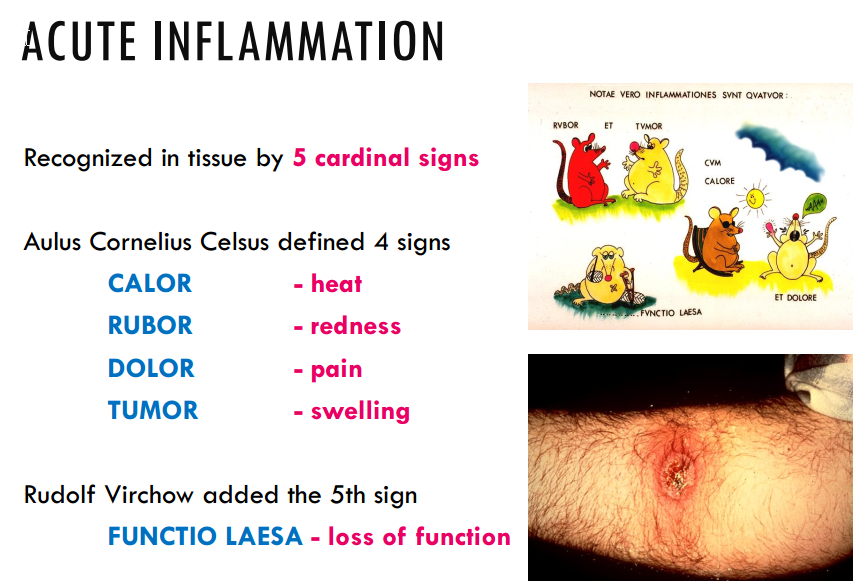 ACUTE INFLAMMATION
Recognized in tissue by 5 cardinal signs
Aulus Cornelius Celsus defined 4 signs
CALOR - heat
RUBOR - redness
DOLOR - pain
TUMOR - swelling
Rudolf Virchow added the 5th sign
FUNCTIO LAESA - loss of function
NOTAE VERO INFLAMMATIONES SVNT QVATVOR :
RVBOR ET TVMOR
CVM
CALORE
AAAA
ET DOLORE
........FVNCTIO LAESA